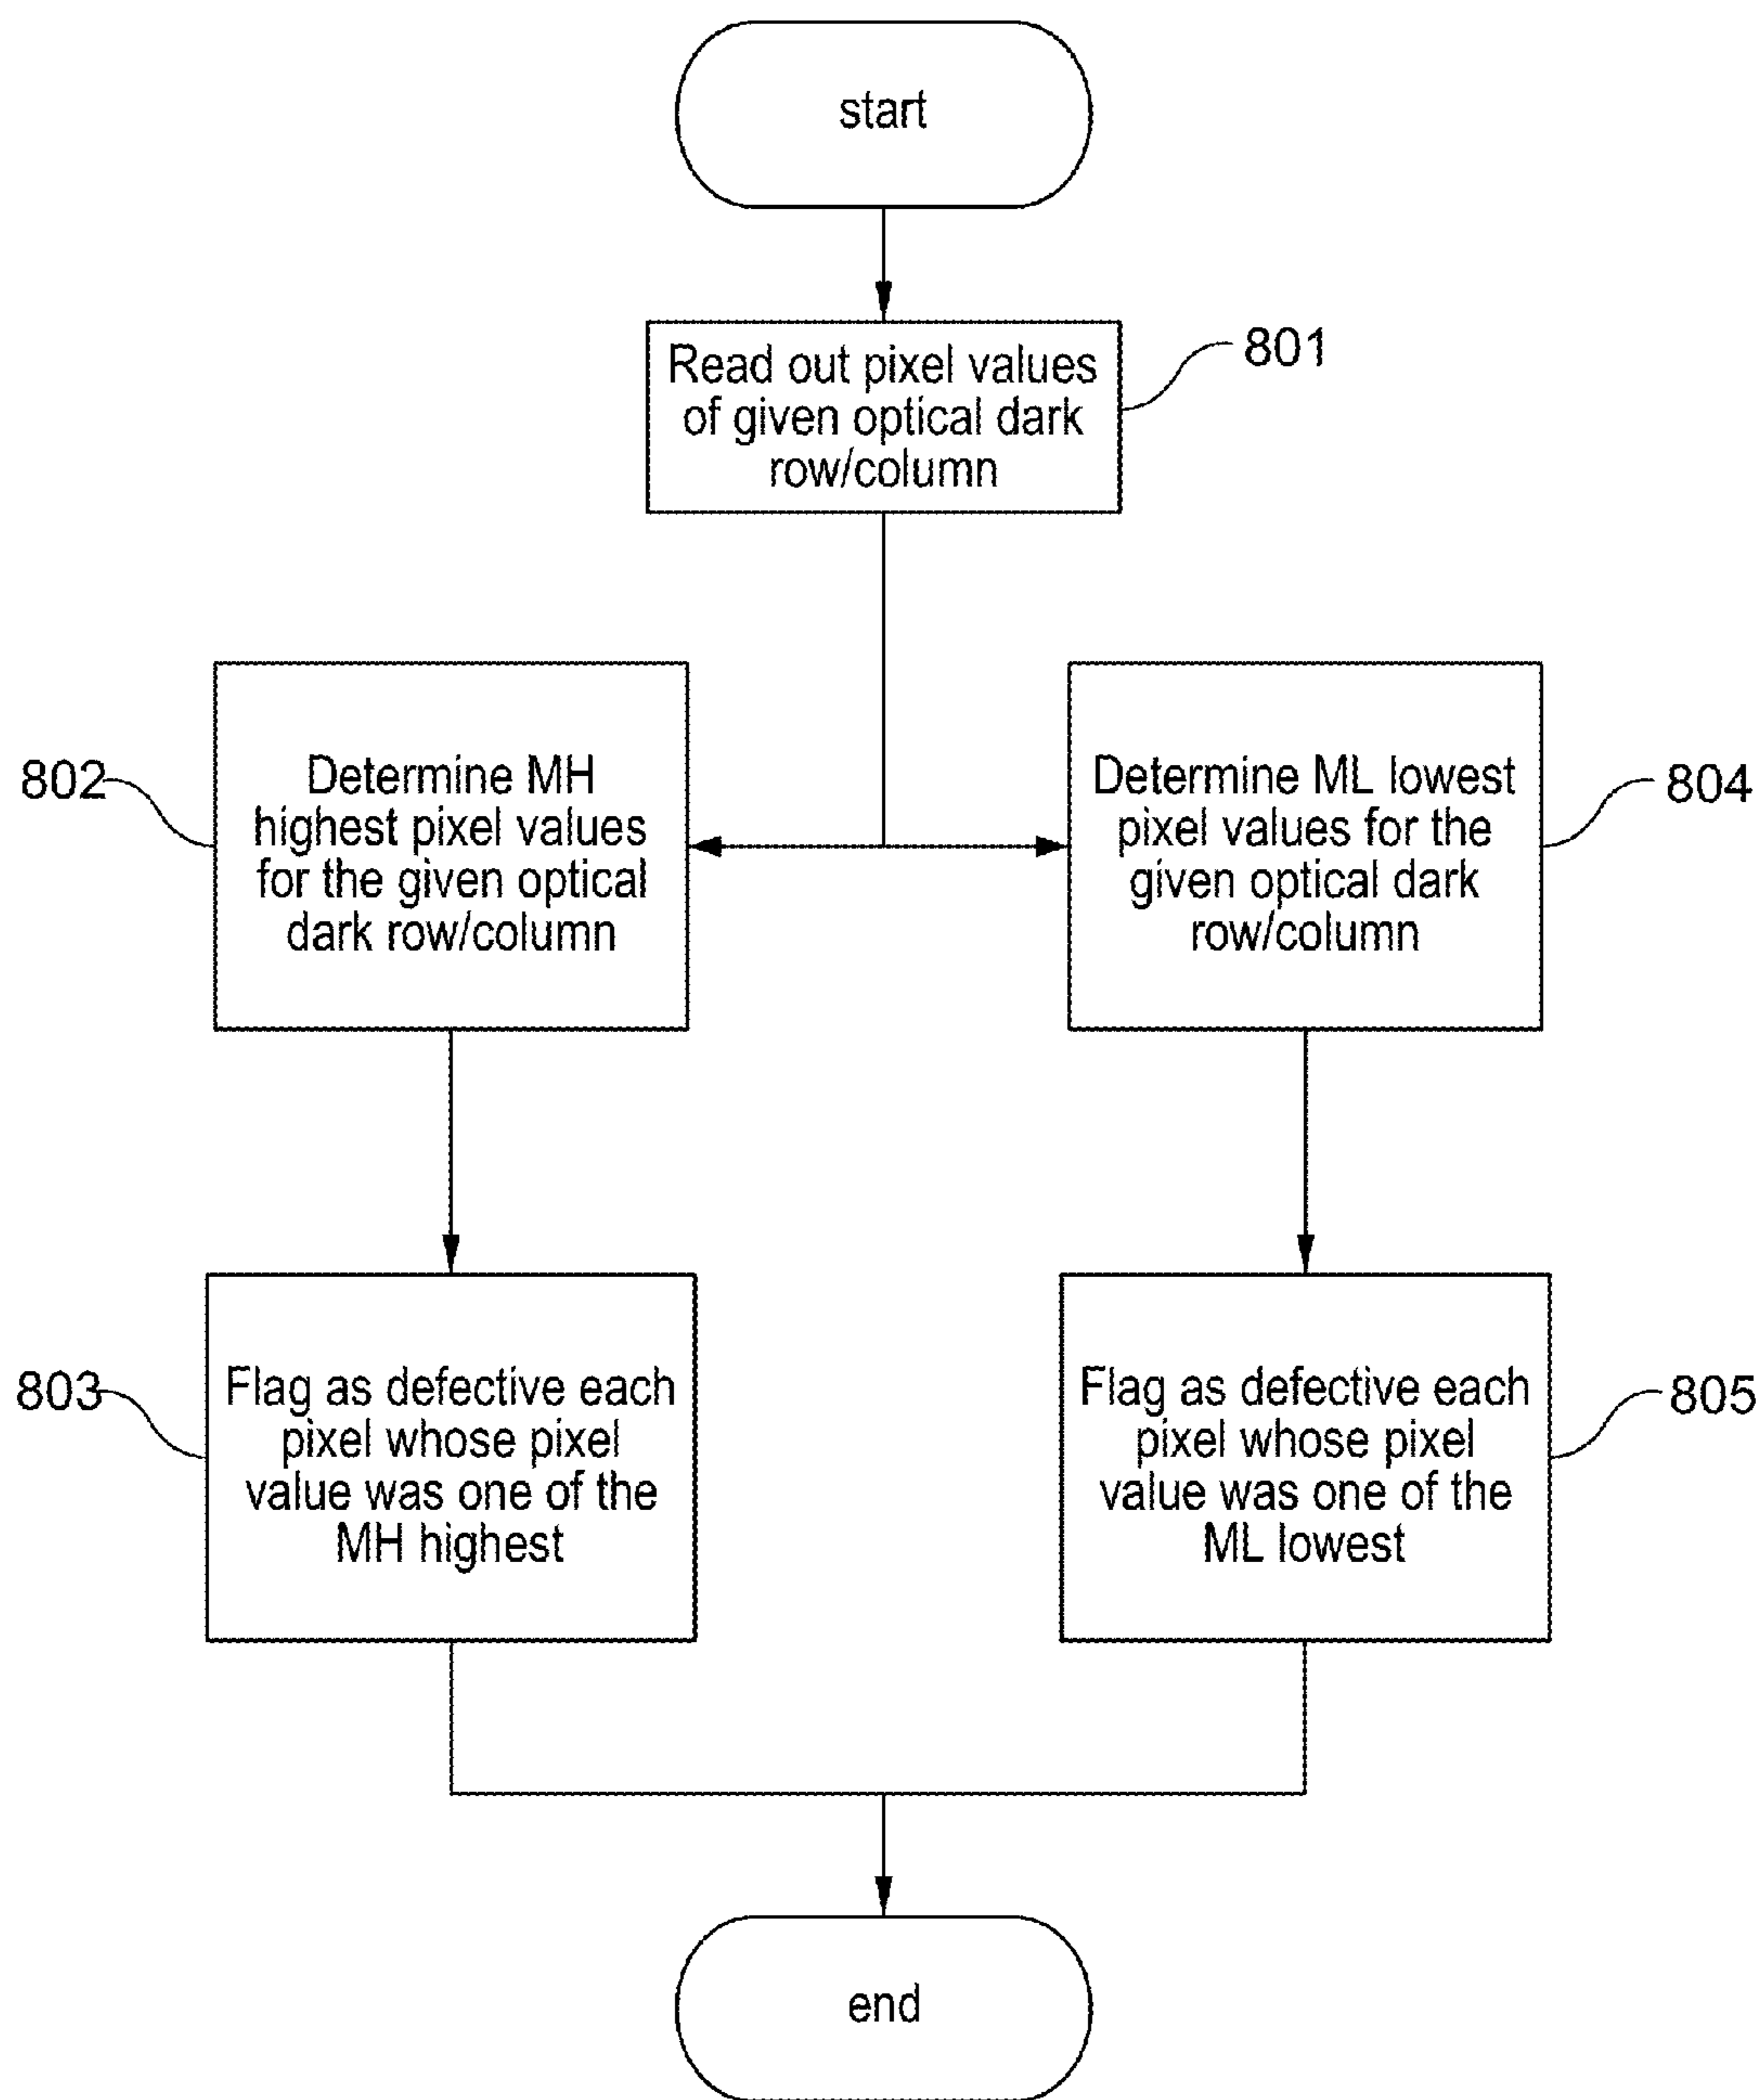 start
Read out pixel values
of given optical dark
row/column
801
802
Determine MH
highest pixel values
for the given optical
dark row/column
Determine ML lowest
pixel values for the
given optical dark
row/column
804
803
Flag as defective each
pixel whose pixel
value was one of the
MH highest
Flag as defective each
pixel whose pixel
value was one of the
ML lowest
805
end